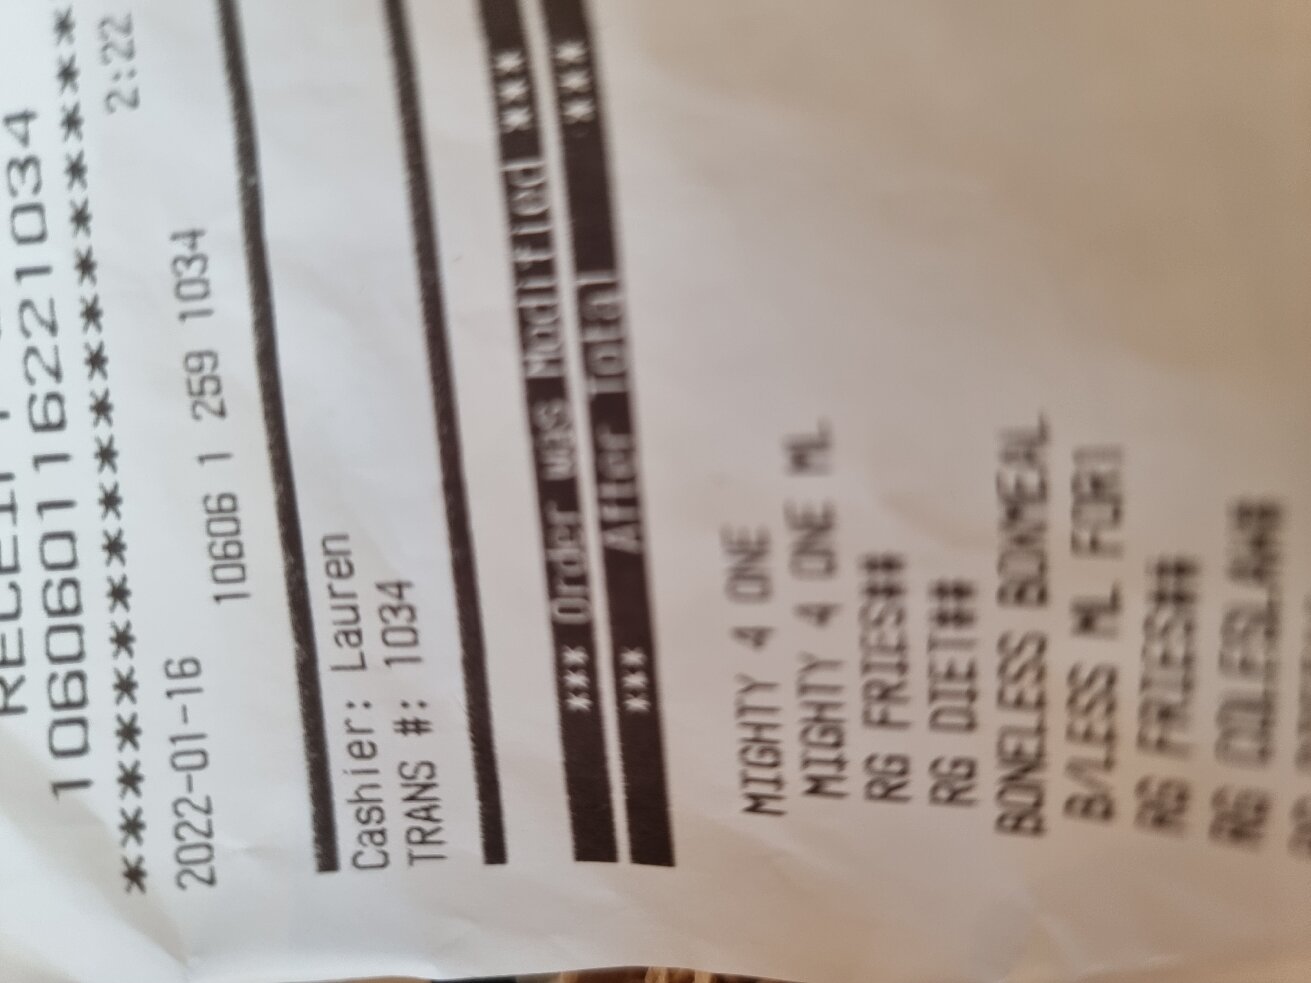 RECEIPT
106060116221034
*****************************
2022-01-16 2:22
10606 1 259 1034
Cashier: Lauren
TRANS #: 1034
*** Order was Modified ***
*** After Total ***
MIGHTY 4 ONE
MIGHTY 4 ONE ML
RG FRIES##
RG DIET##
BONELESS BOXMEAL
B/LESS ML FOR1
RG FRIES##
RG COLESLAW#